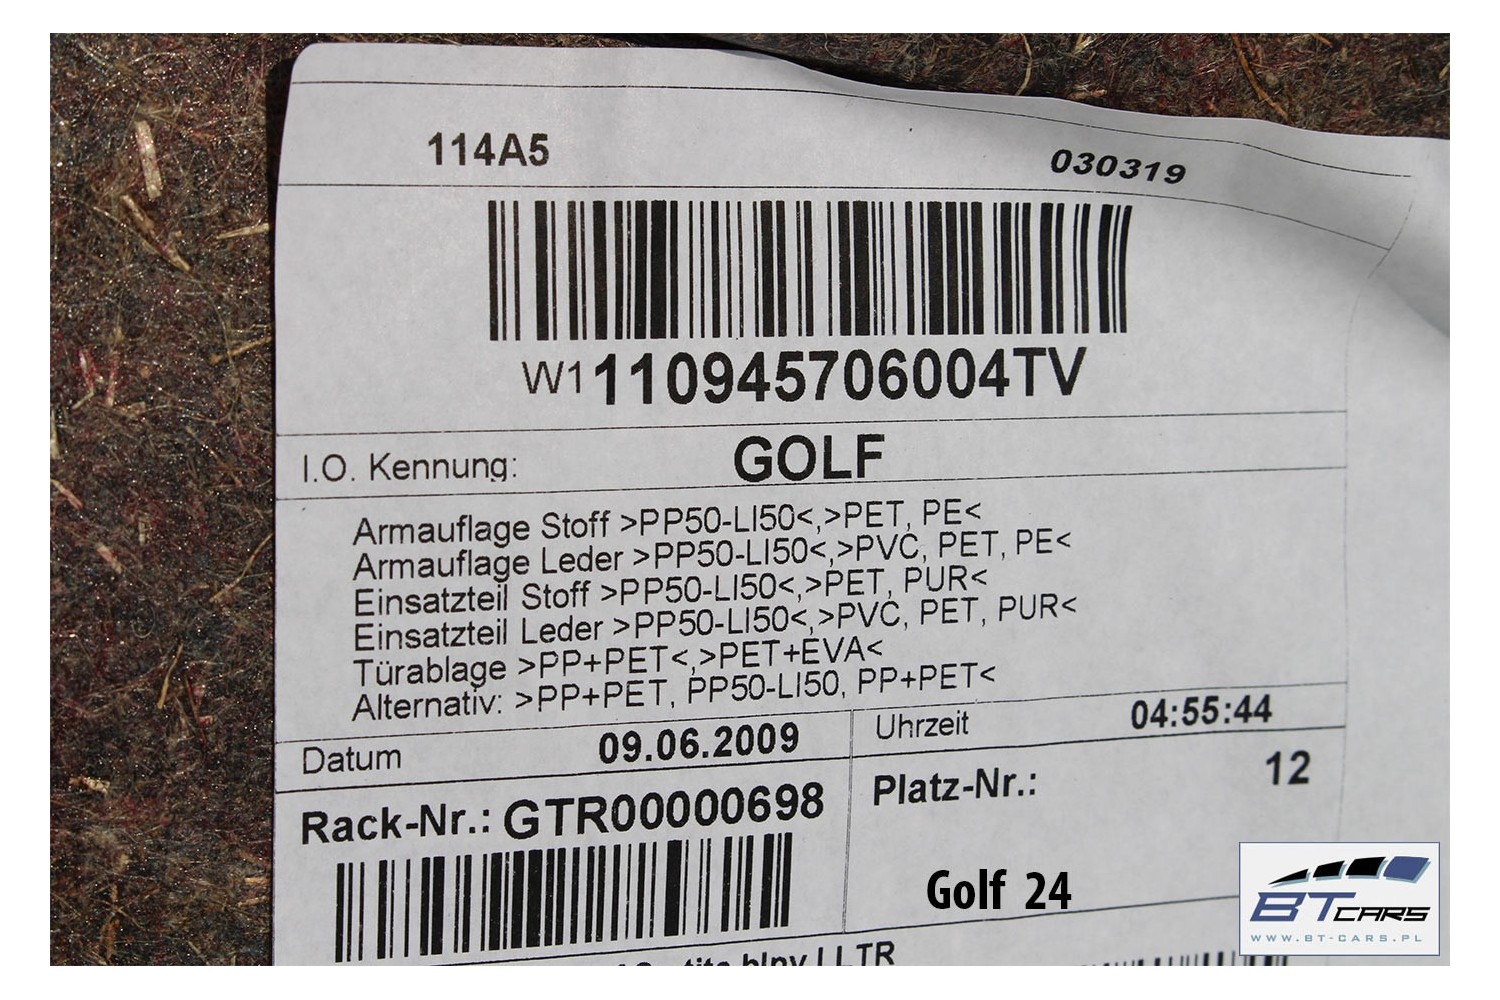 114A5
030319
W1110945706004TV
I.O. Kennung: GOLF
Armauflage Stoff >PP50-LI50<,>PET, PE<
Armauflage Leder >PP50-LI50<,>PVC, PET, PE<
Einsatzteil Stoff >PP50-LI50<,>PET, PUR<
Einsatzteil Leder >PP50-LI50<,>PVC, PET, PUR<
Türablage >PP+PET<,>PET+EVA<
Alternativ: >PP+PET, PP50-LI50, PP+PET<
Datum 09.06.2009 Uhrzeit 04:55:44
Rack-Nr.: GTR00000698 Platz-Nr.: 12
Golf 24
BT CARS
WWW.BT-CARS.PL